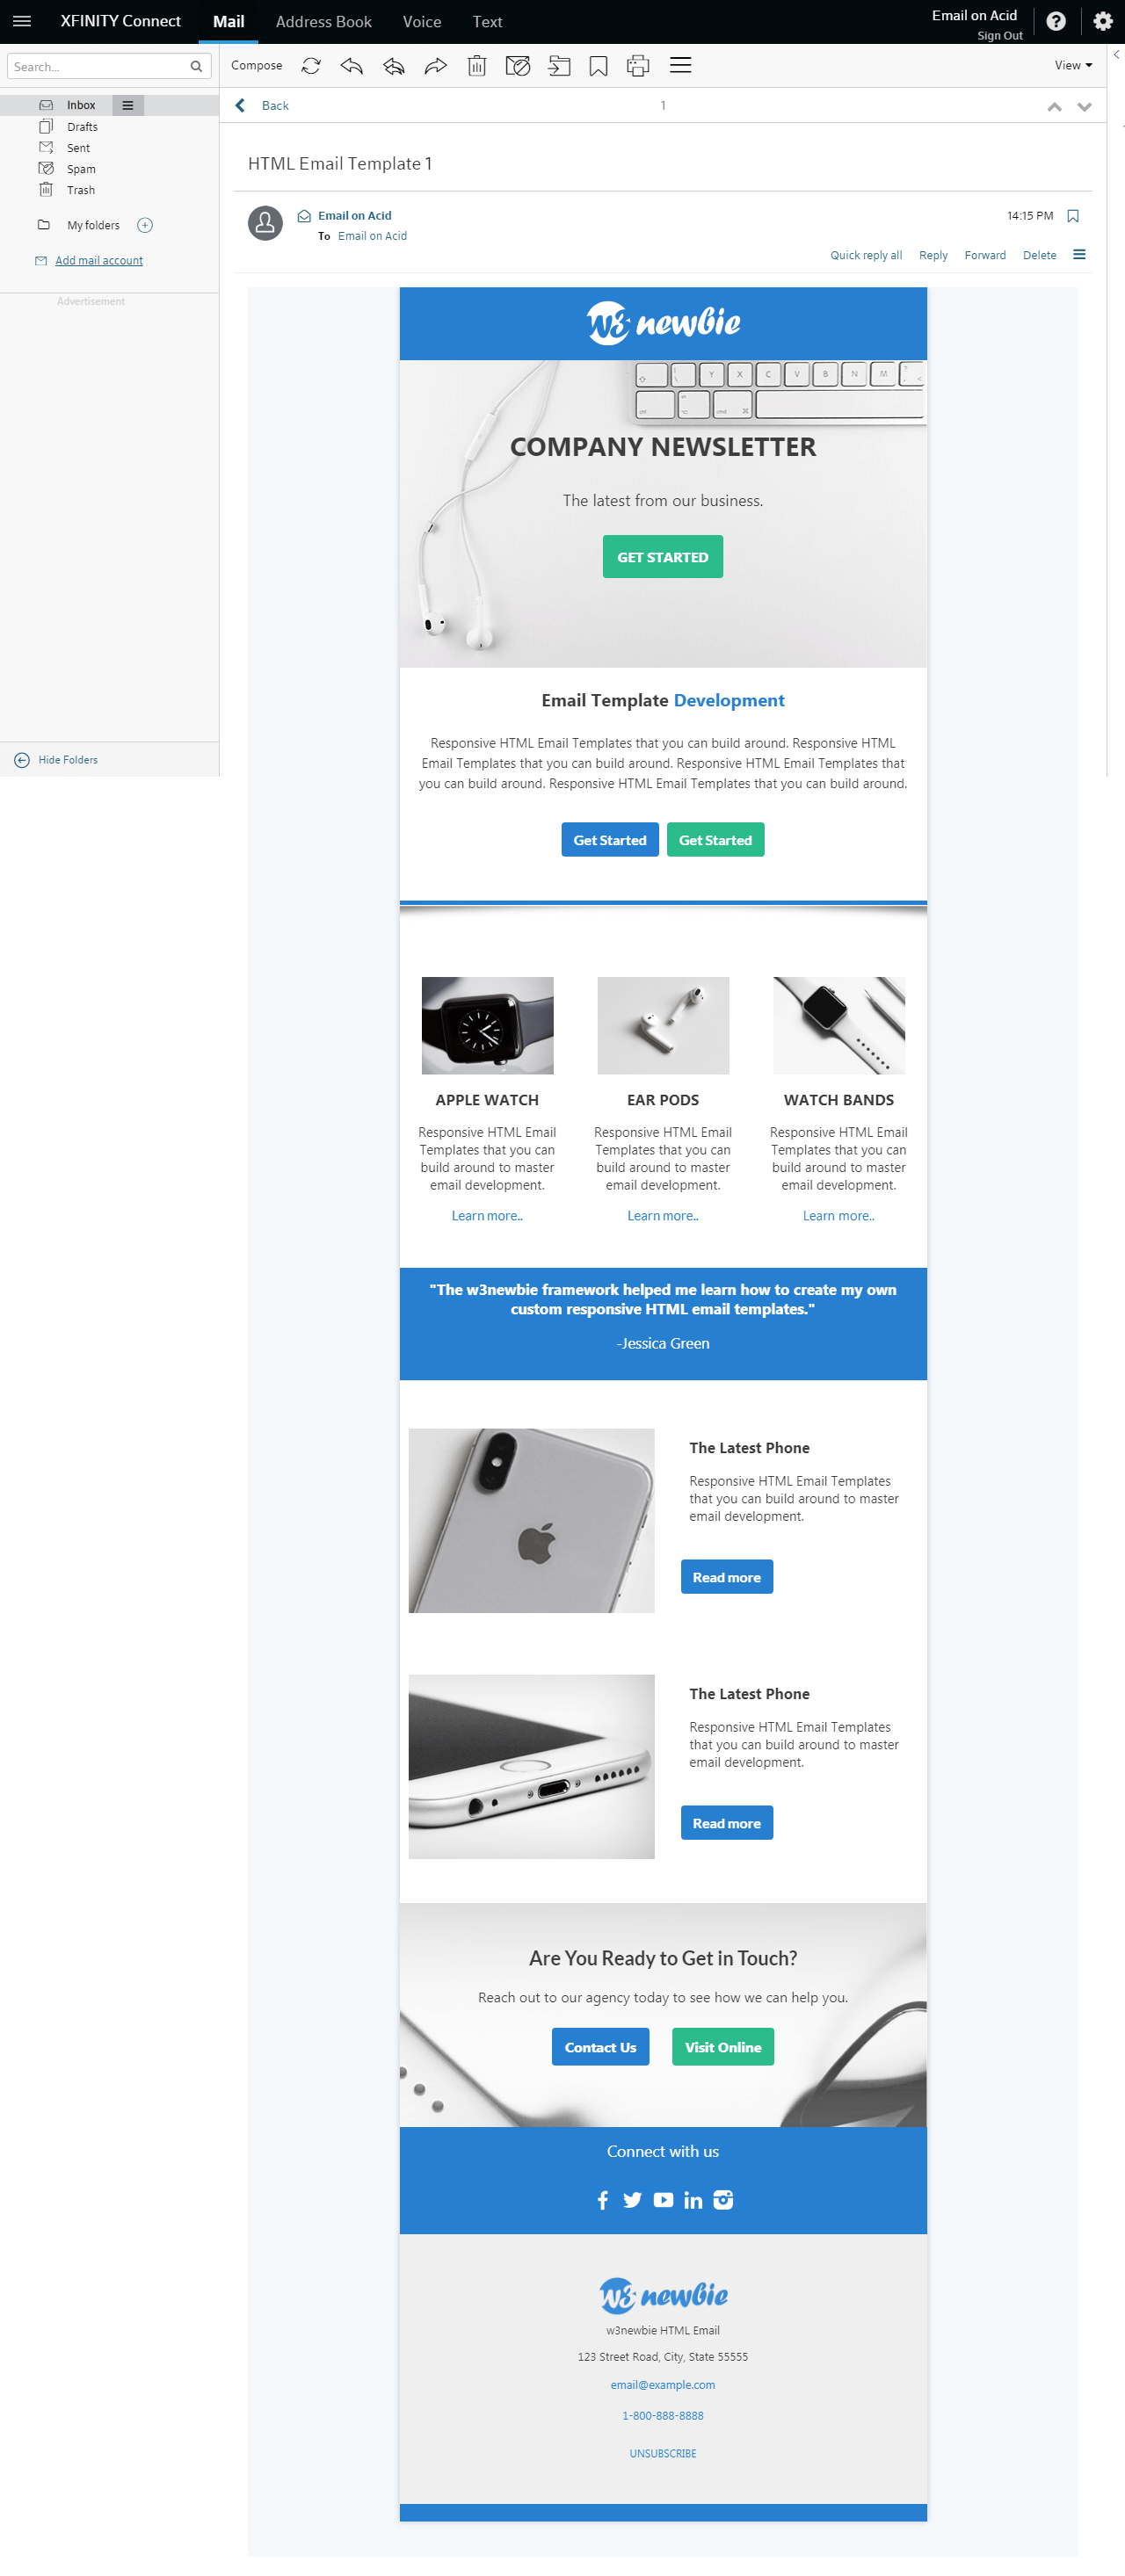 XFINITY Connect
Mail
Address Book
Voice
Text
Email on Acid
Sign Out
Search...
Compose
View
Inbox
Drafts
Sent
Spam
Trash
My folders
Add mail account
Advertisement
Hide Folders
Back
1
HTML Email Template 1
Email on Acid
14:15 PM
To Email on Acid
Quick reply all
Reply
Forward
Delete
W3 newbie
Y X C V B N M ?
ctrl
COMPANY NEWSLETTER
The latest from our business.
GET STARTED
Email Template Development
Responsive HTML Email Templates that you can build around. Responsive HTML
Email Templates that you can build around. Responsive HTML Email Templates that
you can build around. Responsive HTML Email Templates that you can build around.
Get Started
Get Started
APPLE WATCH
Responsive HTML Email
Templates that you can
build around to master
email development.
Learn more..
EAR PODS
Responsive HTML Email
Templates that you can
build around to master
email development.
Learn more..
WATCH BANDS
Responsive HTML Email
Templates that you can
build around to master
email development.
Learn more..
"The w3newbie framework helped me learn how to create my own
custom responsive HTML email templates."
-Jessica Green
The Latest Phone
Responsive HTML Email Templates
that you can build around to master
email development.
Read more
The Latest Phone
Responsive HTML Email Templates
that you can build around to master
email development.
Read more
Are You Ready to Get in Touch?
Reach out to our agency today to see how we can help you.
Contact Us
Visit Online
Connect with us
W3 newbie
w3newbie HTML Email
123 Street Road, City, State 55555
email@example.com
1-800-888-8888
UNSUBSCRIBE